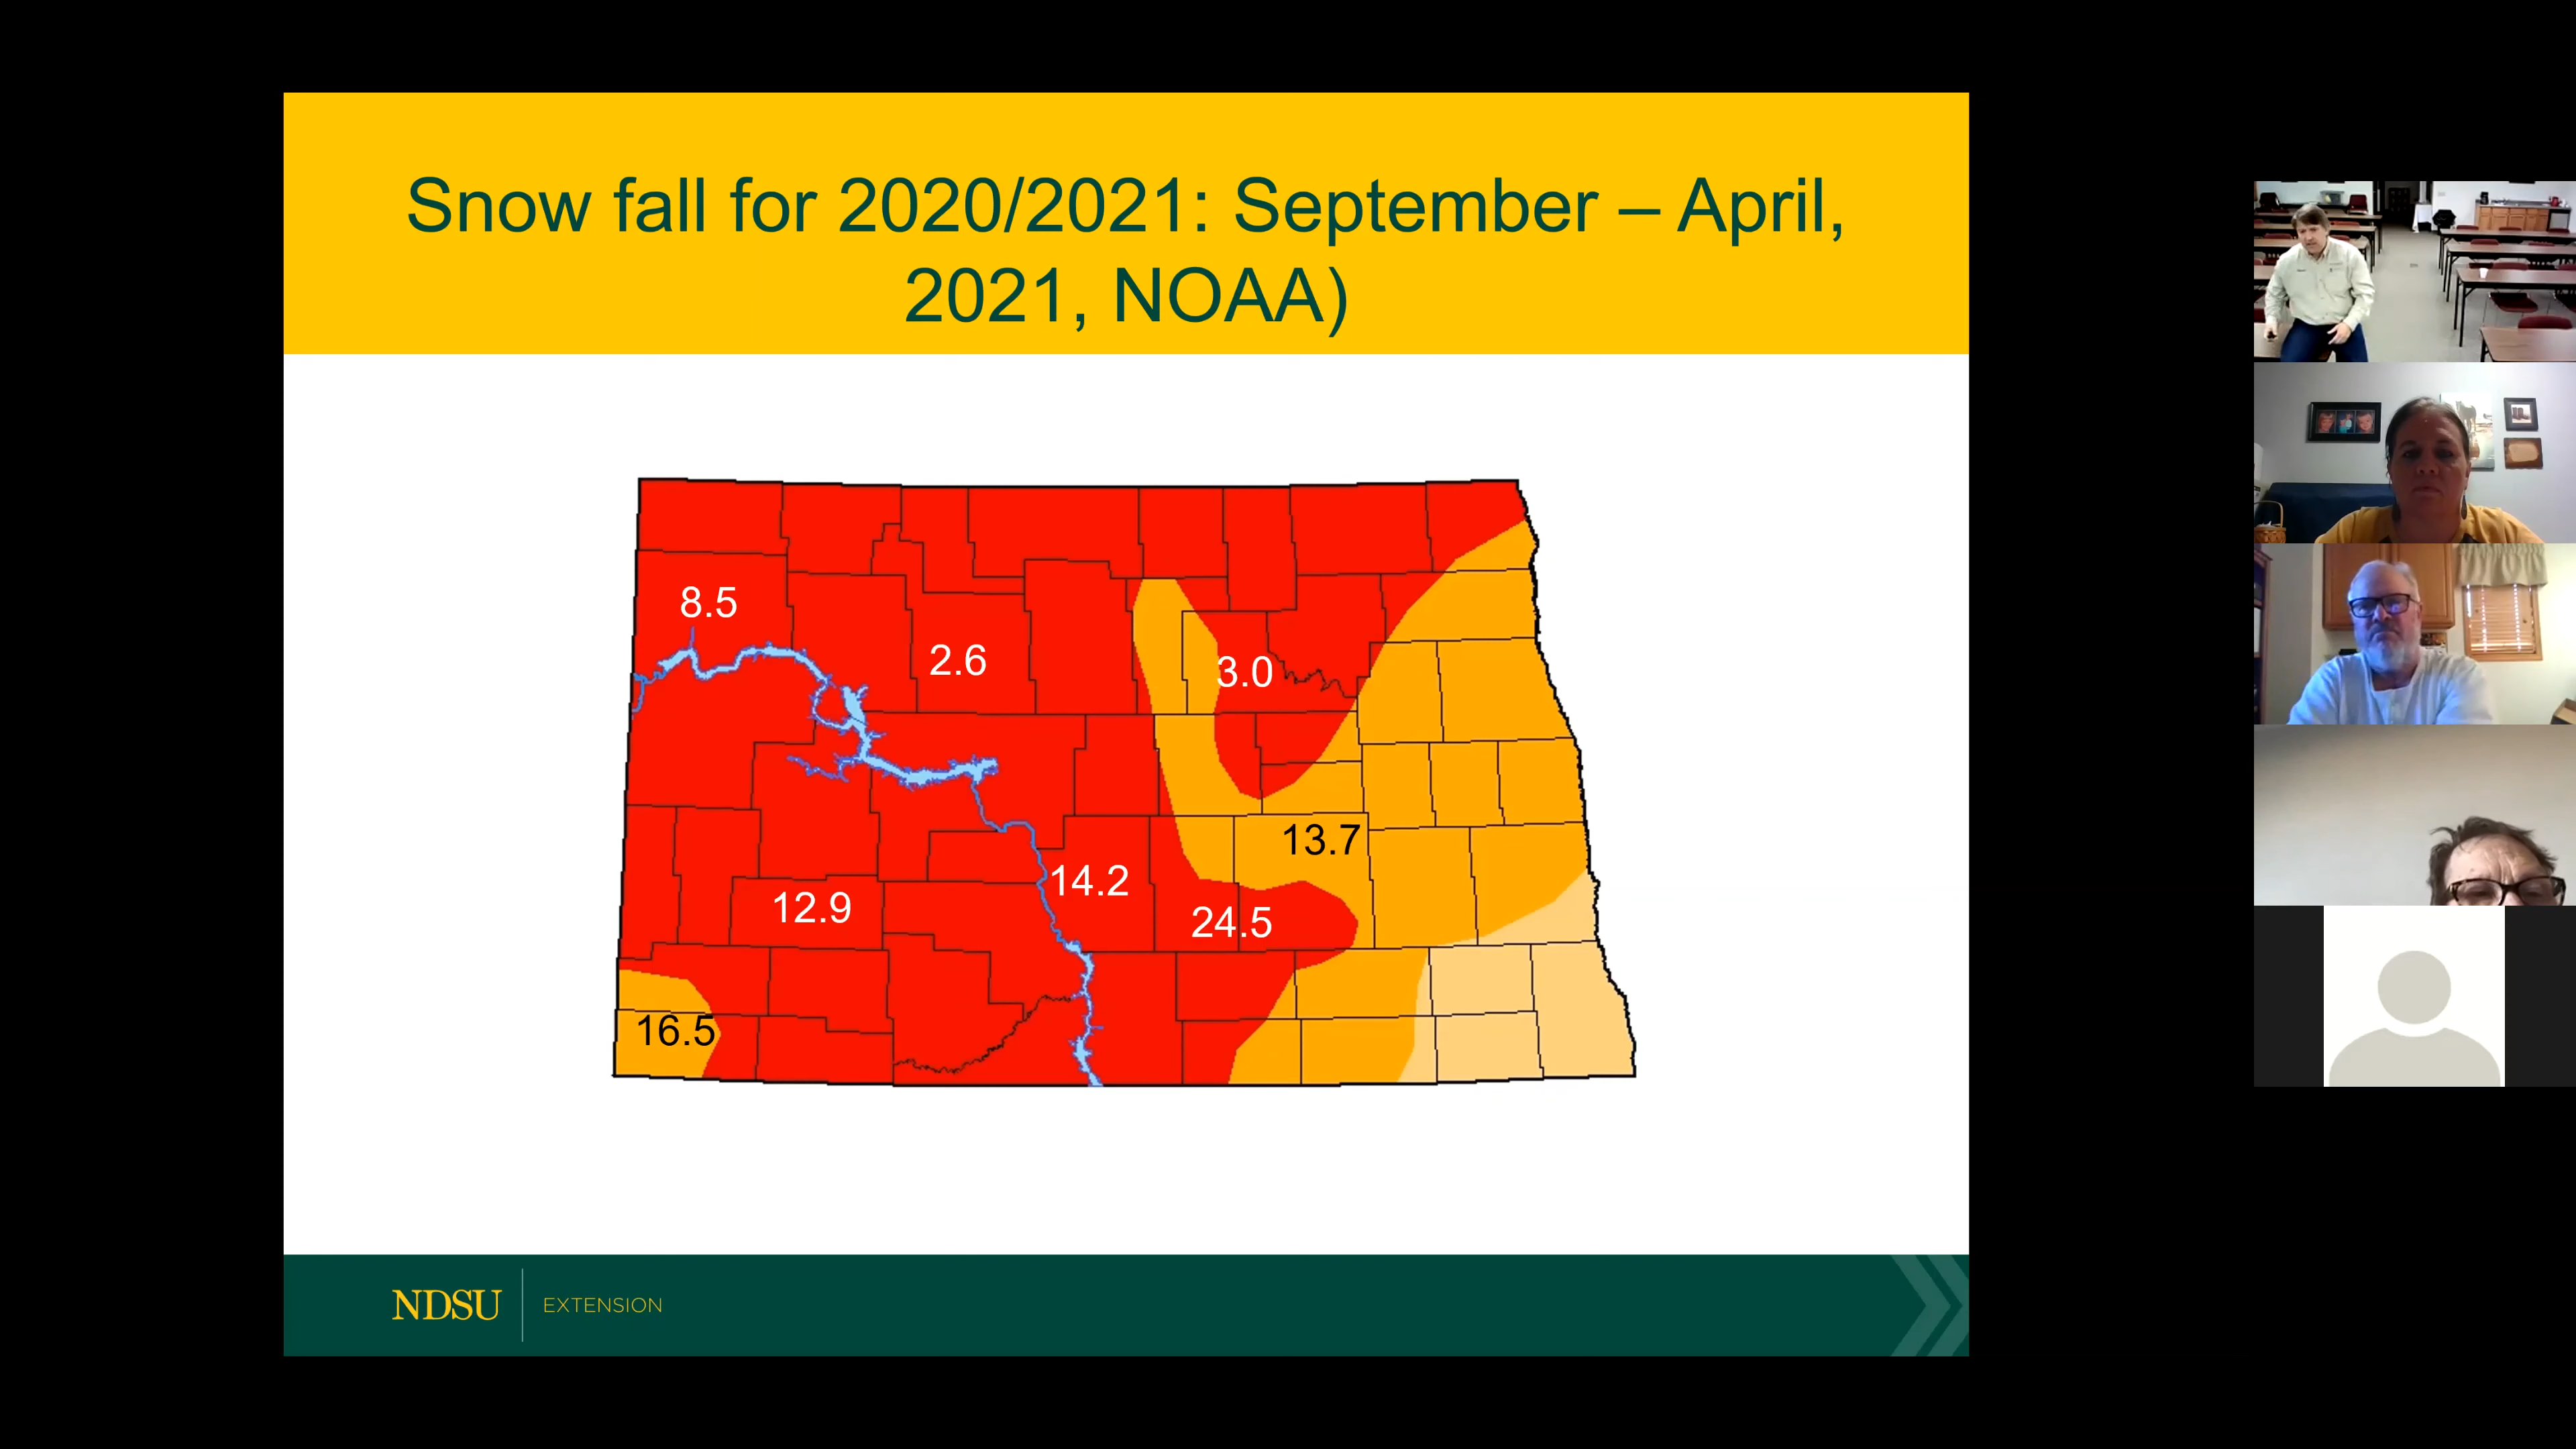 Snow fall for 2020/2021: September – April,
2021, NOAA)
8.5
2.6
3.0
13.7
14.2
12.9
24.5
16.5
NDSU
EXTENSION